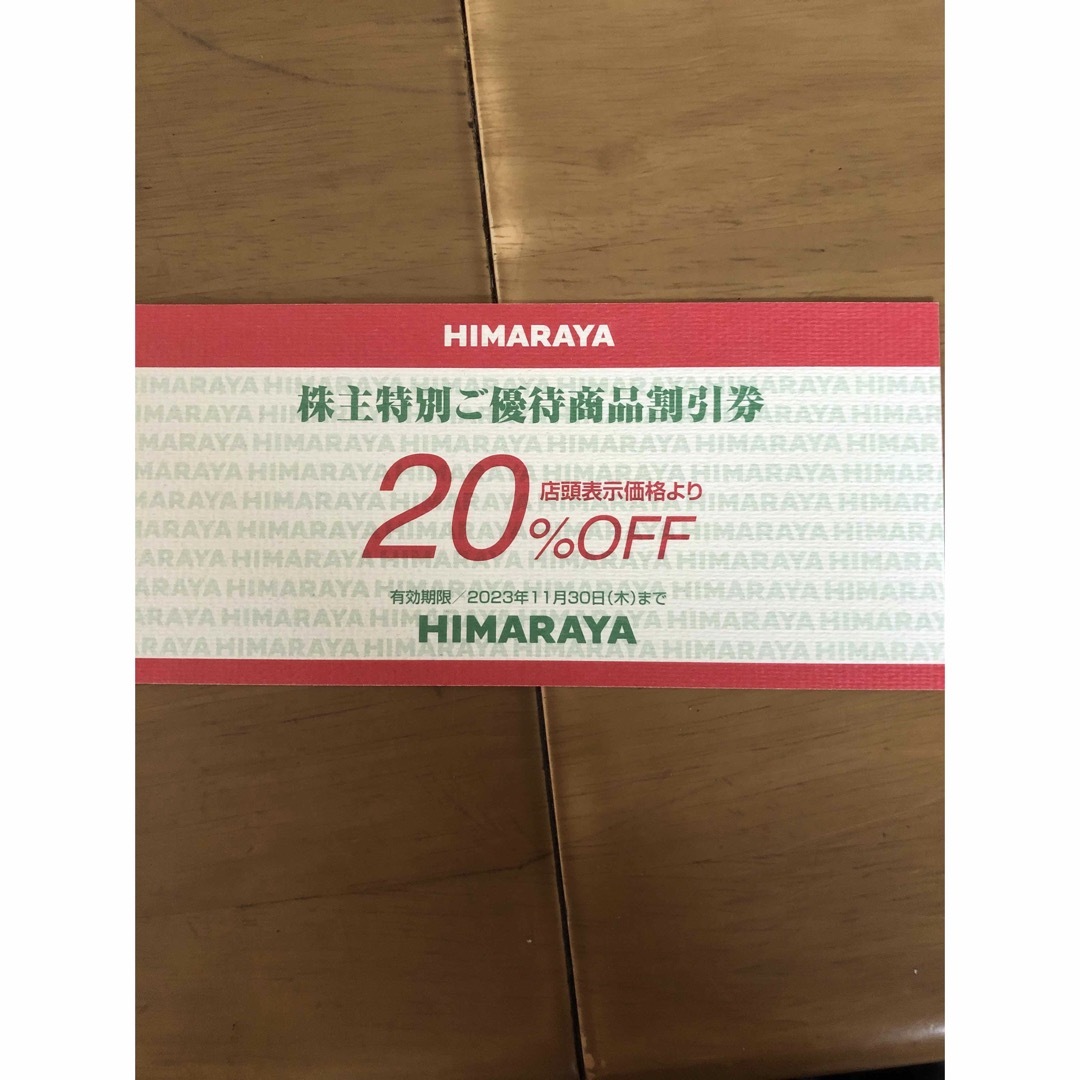 HIMARAYA
株主特別ご優待商品割引券
店頭表示価格より
20%OFF
有効期限/2023年11月30日(木)まで
HIMARAYA